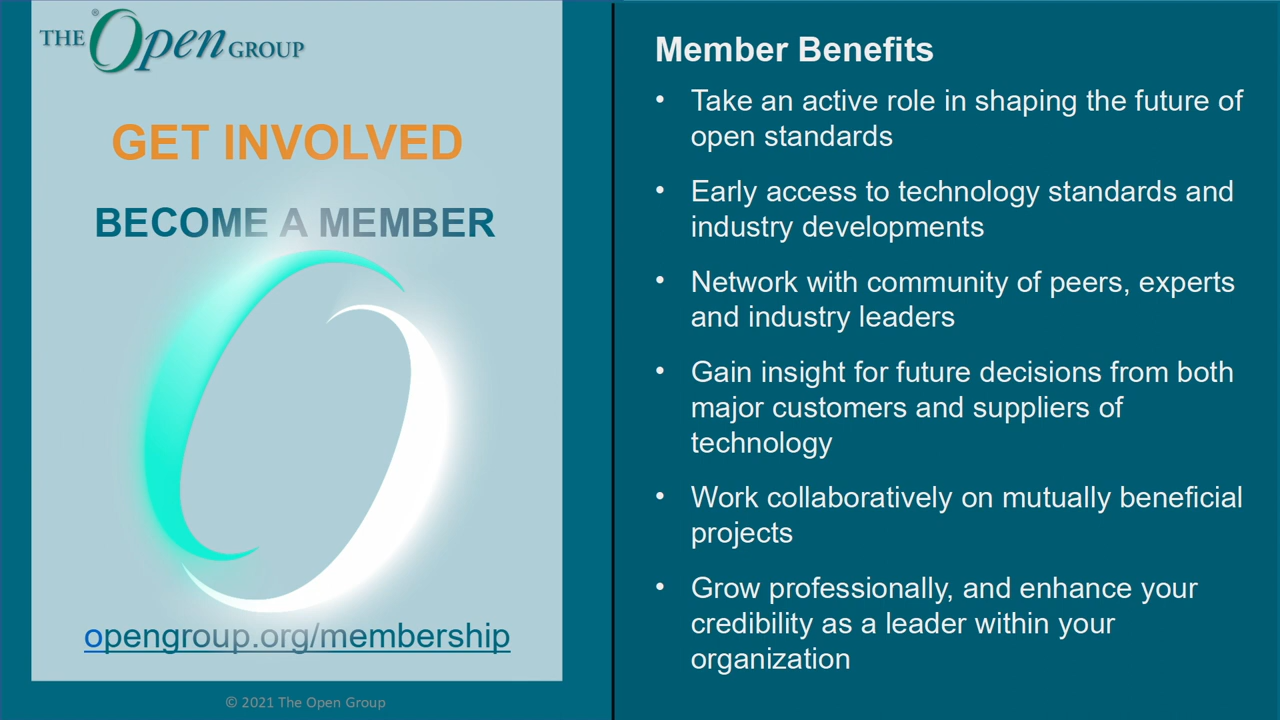 THE Open GROUP
®
GET INVOLVED
BECOME A MEMBER
opengroup.org/membership
© 2021 The Open Group
Member Benefits
• Take an active role in shaping the future of
open standards
• Early access to technology standards and
industry developments
• Network with community of peers, experts
and industry leaders
• Gain insight for future decisions from both
major customers and suppliers of
technology
• Work collaboratively on mutually beneficial
projects
• Grow professionally, and enhance your
credibility as a leader within your
organization